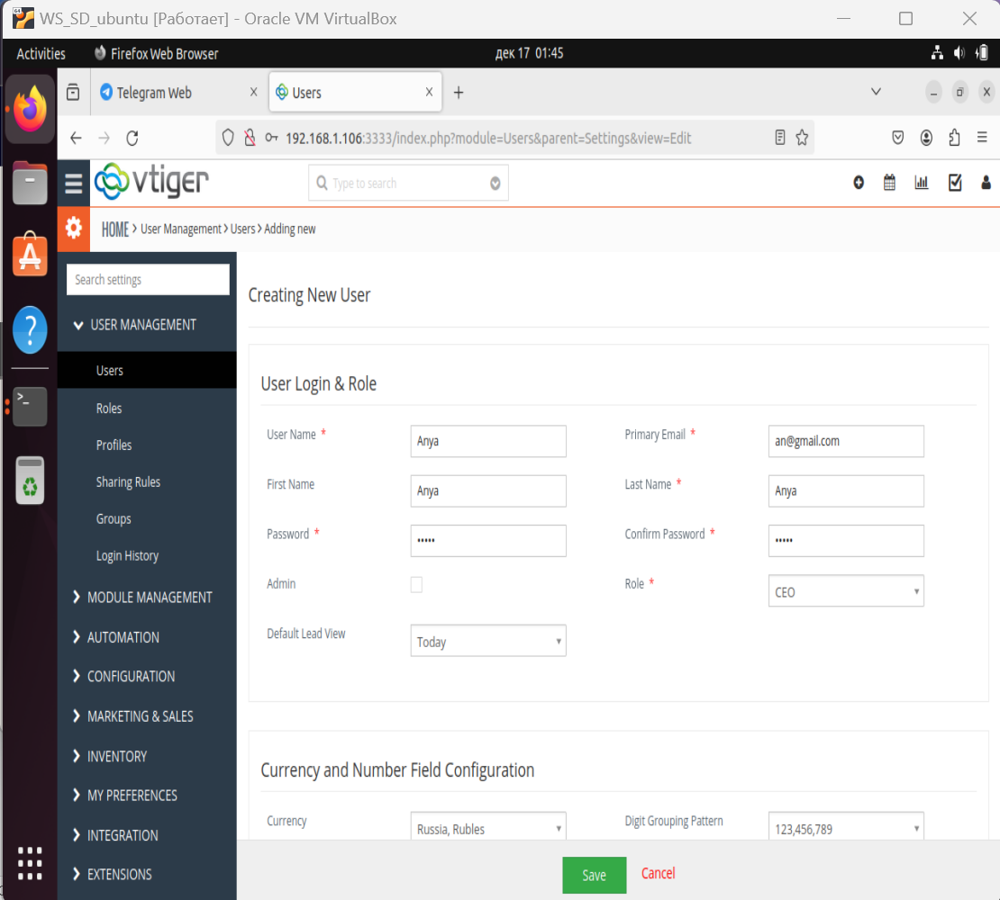 WS_SD_ubuntu [Работает] - Oracle VM VirtualBox
Activities Firefox Web Browser дек 17 01:45
Telegram Web Users
192.168.1.106:3333/index.php?module=Users&parent=Settings&view=Edit
vtiger Type to search
HOME > User Management > Users > Adding new
Search settings
USER MANAGEMENT
Users
Roles
Profiles
Sharing Rules
Groups
Login History
MODULE MANAGEMENT
AUTOMATION
CONFIGURATION
MARKETING & SALES
INVENTORY
MY PREFERENCES
INTEGRATION
EXTENSIONS
Creating New User
User Login & Role
User Name * Anya Primary Email * an@gmail.com
First Name Anya Last Name * Anya
Password * ••••• Confirm Password * •••••
Admin Role * CEO
Default Lead View Today
Currency and Number Field Configuration
Currency Russia, Rubles Digit Grouping Pattern 123,456,789
Save Cancel